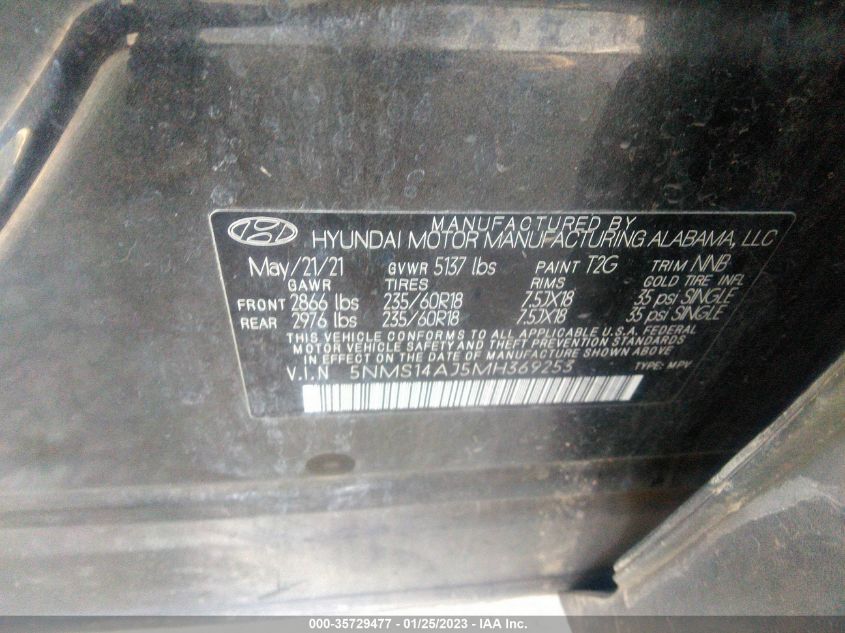 MANUFACTURED BY
HYUNDAI MOTOR MANUFACTURING ALABAMA, LLC
May/21/21 GVWR 5137 lbs PAINT T2G TRIM NNB
GAWR TIRES RIMS COLD TIRE INFL
FRONT 2866 lbs 235/60R18 7.5JX18 35 psi SINGLE
REAR 2976 lbs 235/60R18 7.5JX18 35 psi SINGLE
THIS VEHICLE CONFORMS TO ALL APPLICABLE U.S.A. FEDERAL
MOTOR VEHICLE SAFETY AND THEFT PREVENTION STANDARDS
IN EFFECT ON THE DATE OF MANUFACTURE SHOWN ABOVE
V.I.N 5NMS14AJ5MH369253 TYPE: MPV
000-35729477 - 01/25/2023 - IAA Inc.